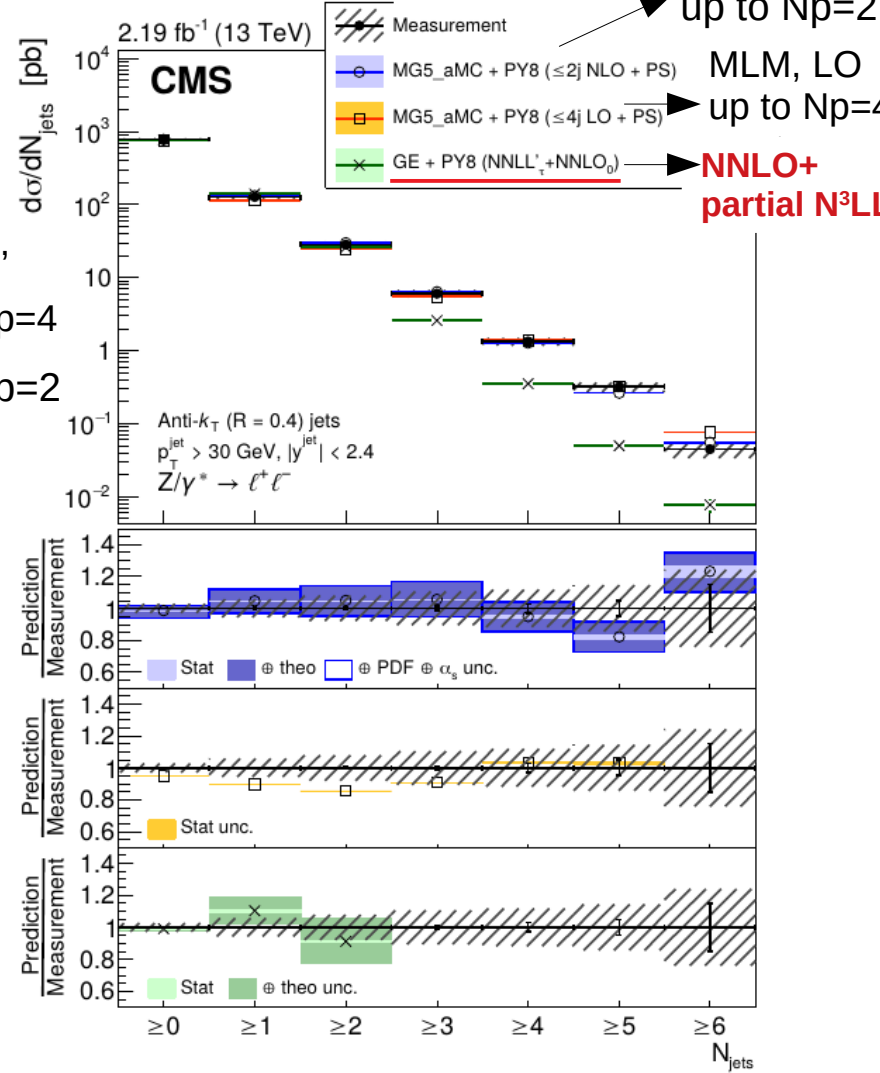 up to Np=2
2.19 fb⁻¹ (13 TeV)
Measurement
MG5_aMC + PY8 (≤2j NLO + PS)
MG5_aMC + PY8 (≤4j LO + PS)
GE + PY8 (NNLL'τ+NNLO₀)
MLM, LO
up to Np=4
NNLO+
partial N³LL
,
p=4
p=2
CMS
dσ/dN_jets [pb]
10⁴
10³
10²
10
1
10⁻¹
10⁻²
Anti-k_T (R = 0.4) jets
p_T^jet > 30 GeV, |y^jet| < 2.4
Z/γ* → ℓ⁺ℓ⁻
Prediction
Measurement
1.4
1.2
1
0.8
0.6
Stat ⊕ theo ⊕ PDF ⊕ α_s unc.
Prediction
Measurement
1.4
1.2
1
0.8
0.6
Stat unc.
Prediction
Measurement
1.4
1.2
1
0.8
0.6
Stat ⊕ theo unc.
≥0 ≥1 ≥2 ≥3 ≥4 ≥5 ≥6
N_jets